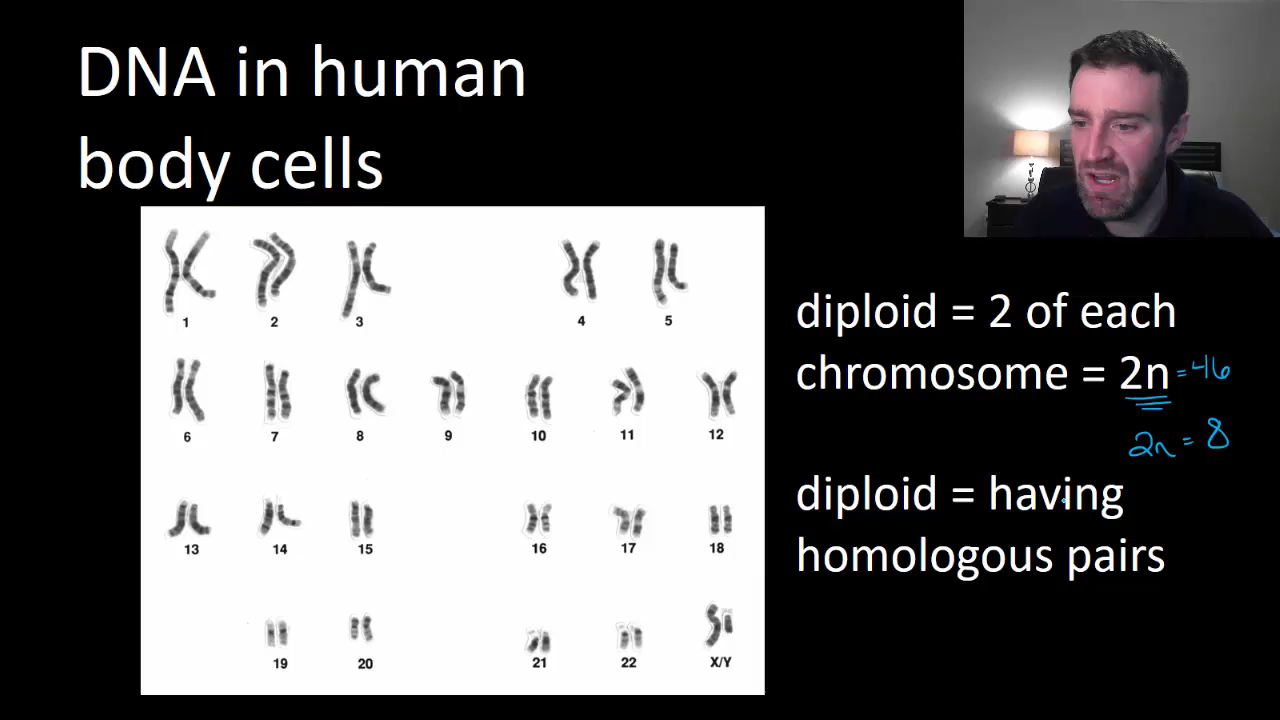 DNA in human
body cells
1 2 3 4 5
6 7 8 9 10 11 12
13 14 15 16 17 18
19 20 21 22 X/Y
diploid = 2 of each
chromosome = 2n = 46
2n = 8
diploid = having
homologous pairs